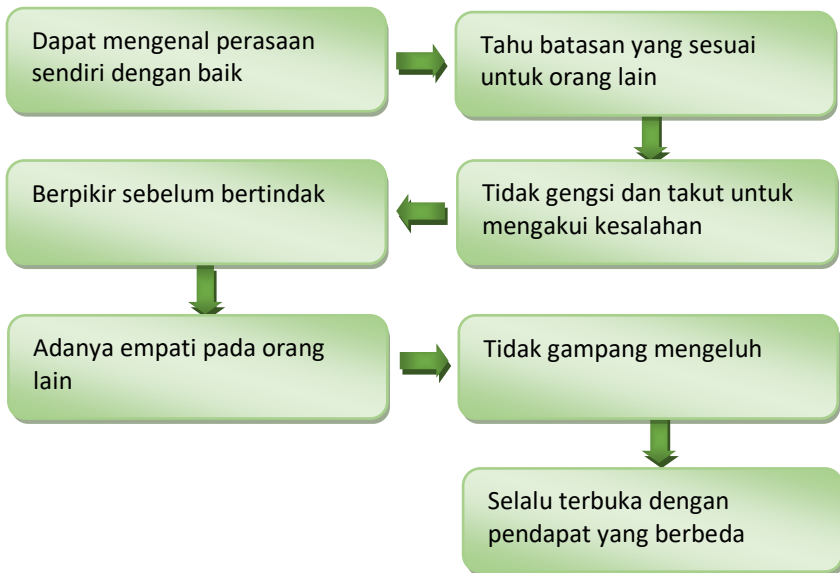 Dapat mengenal perasaan
sendiri dengan baik
Tahu batasan yang sesuai
untuk orang lain
Tidak gengsi dan takut untuk
mengakui kesalahan
Berpikir sebelum bertindak
Adanya empati pada orang
lain
Tidak gampang mengeluh
Selalu terbuka dengan
pendapat yang berbeda